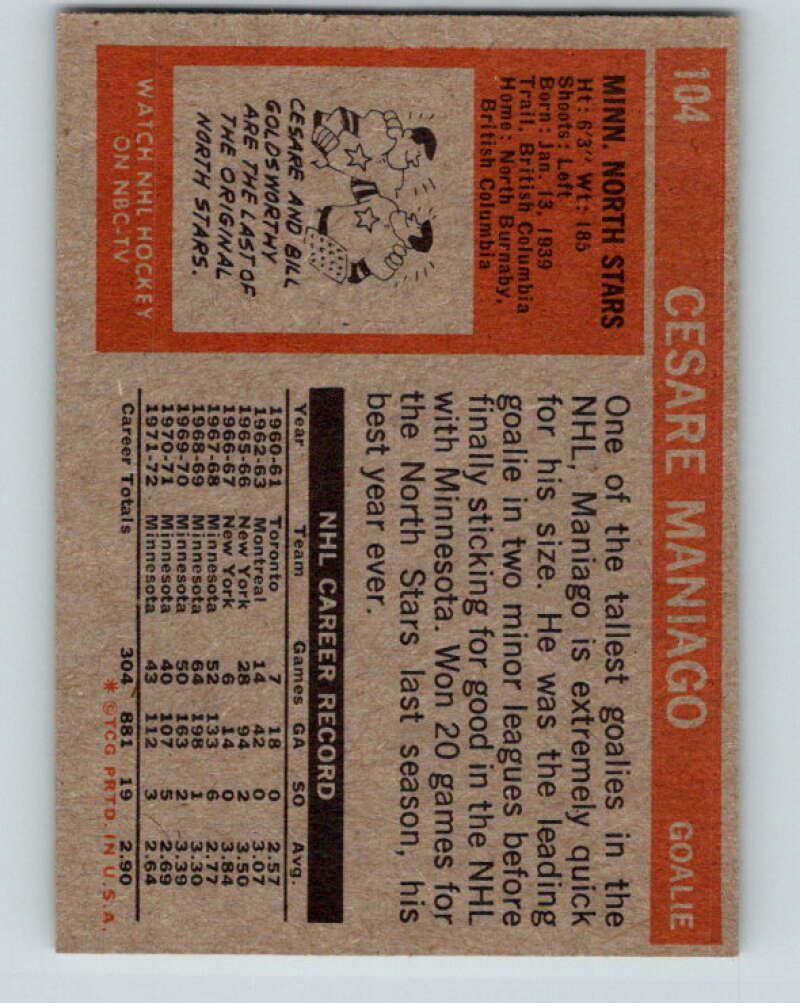 104 CESARE MANIAGO GOALIE
MINN. NORTH STARS
Ht: 6'3" Wt: 185
Shoots: Left
Born: Jan. 13, 1939
Trail, British Columbia
Home: North Burnaby,
British Columbia
CESARE AND BILL
GOLDSWORTHY
ARE THE LAST OF
THE ORIGINAL
NORTH STARS.
WATCH NHL HOCKEY
ON NBC-TV
One of the tallest goalies in the
NHL, Maniago is extremely quick
for his size. He was the leading
goalie in two minor leagues before
finally sticking for good in the NHL
with Minnesota. Won 20 games for
the North Stars last season, his
best year ever.
NHL CAREER RECORD
Year Team Games GA SO Avg.
1960-61 Toronto 7 18 0 2.57
1962-63 Montreal 14 42 0 3.07
1965-66 New York 28 94 2 3.50
1966-67 New York 6 14 0 3.84
1967-68 Minnesota 52 133 6 2.77
1968-69 Minnesota 64 198 1 3.30
1969-70 Minnesota 50 163 2 3.39
1970-71 Minnesota 40 107 5 2.69
1971-72 Minnesota 43 112 3 2.64
Career Totals 304 881 19 2.90
* ©TCG PRTD. IN U.S.A.